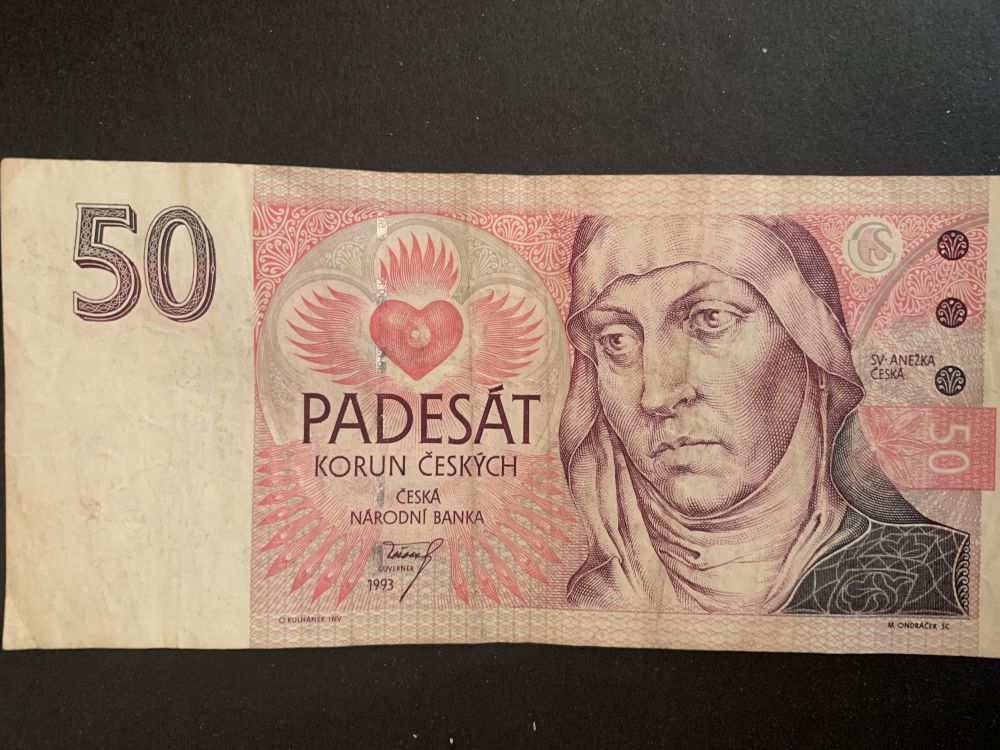 50
PADESÁT
KORUN ČESKÝCH
ČESKÁ
NÁRODNÍ BANKA
GUVERNÉR
1993
O. KULHÁNEK INV.
SV. ANEŽKA
ČESKÁ
50
M. ONDRÁČEK SC.